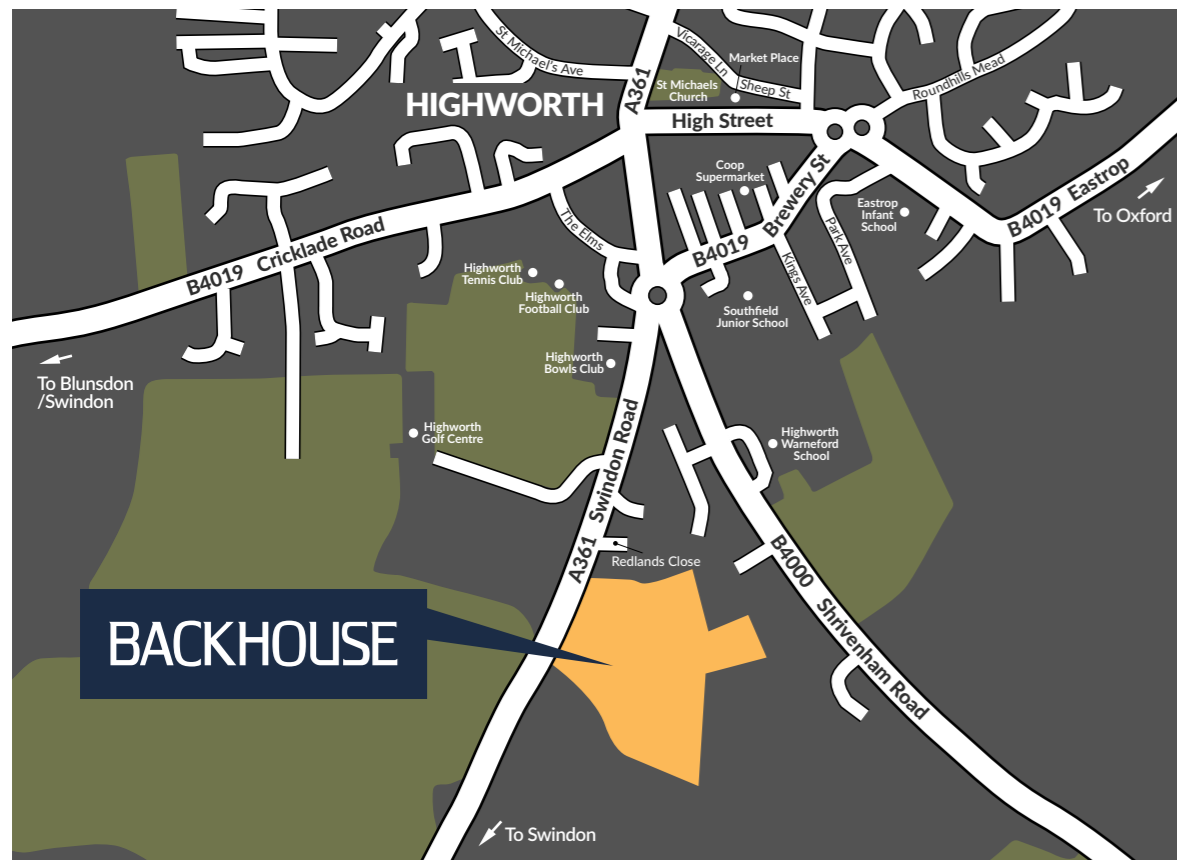 St Michael's Ave
A361
Vicarage Ln
Market Place
Sheep St
St Michaels
Church
Roundhills Mead
HIGHWORTH
High Street
Coop
Supermarket
Brewery St
B4019
Eastrop
Infant
School
B4019 Eastrop
To Oxford
Park Ave
Kings Ave
The Elms
B4019 Cricklade Road
Highworth
Tennis Club
Highworth
Football Club
Southfield
Junior School
Highworth
Bowls Club
To Blunsdon
/Swindon
Highworth
Golf Centre
Highworth
Warneford
School
A361 Swindon Road
Redlands Close
B4000 Shrivenham Road
BACKHOUSE
To Swindon